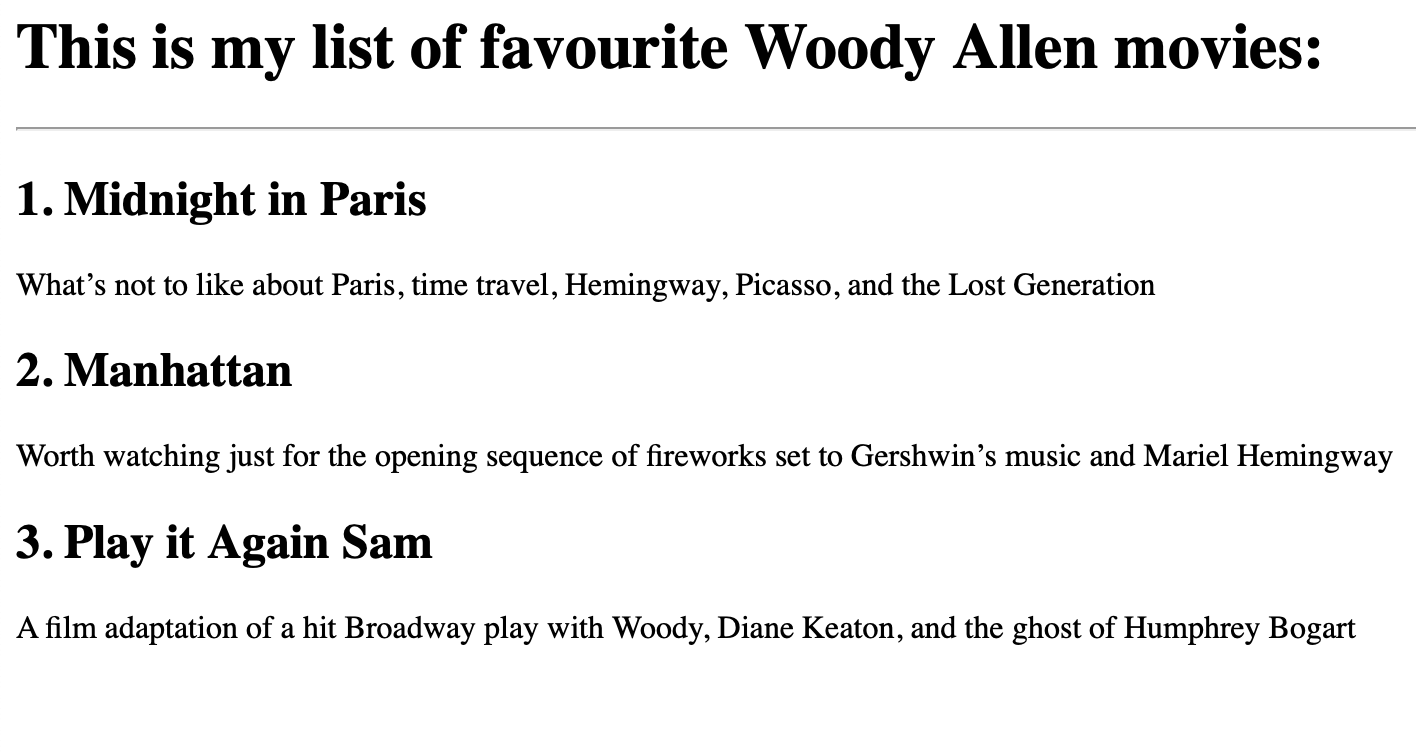 This is my list of favourite Woody Allen movies:
1. Midnight in Paris
What’s not to like about Paris, time travel, Hemingway, Picasso, and the Lost Generation
2. Manhattan
Worth watching just for the opening sequence of fireworks set to Gershwin’s music and Mariel Hemingway
3. Play it Again Sam
A film adaptation of a hit Broadway play with Woody, Diane Keaton, and the ghost of Humphrey Bogart